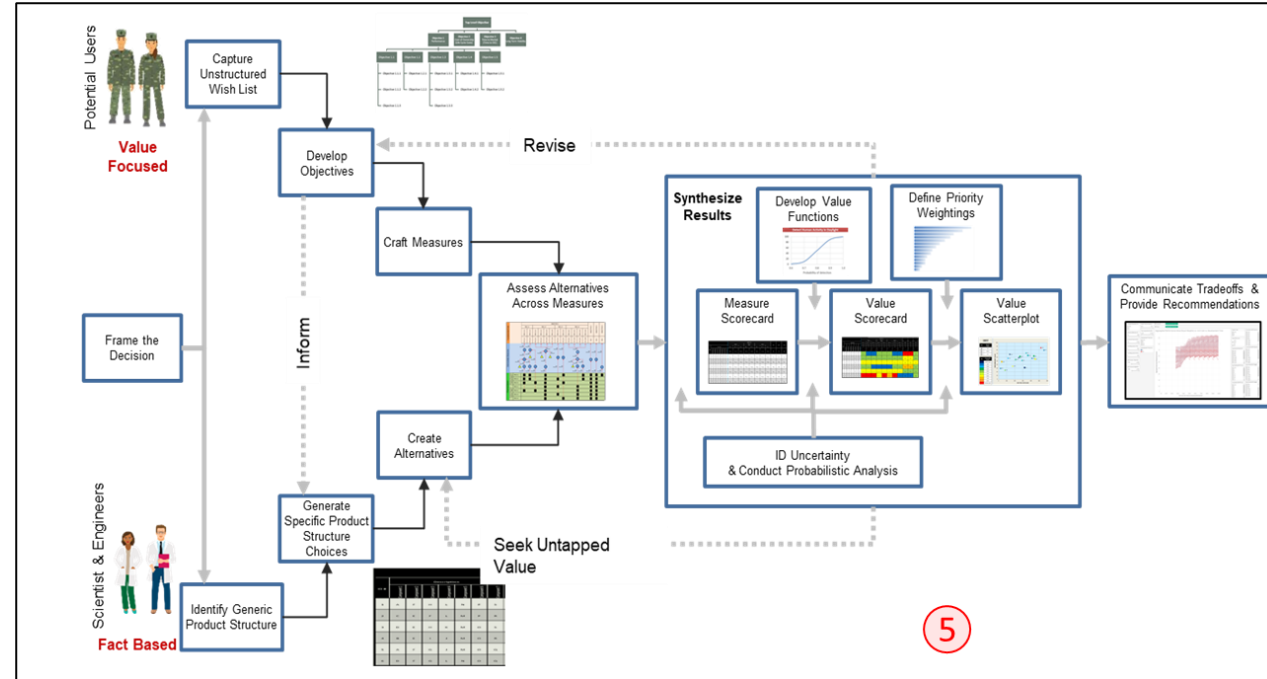 Potential Users
Value
Focused
Capture
Unstructured
Wish List
Develop
Objectives
Revise
Craft Measures
Inform
Frame the
Decision
Assess Alternatives
Across Measures
Create
Alternatives
Generate
Specific Product
Structure
Choices
Identify Generic
Product Structure
Scientist & Engineers
Fact Based
Seek Untapped
Value
Synthesize
Results
Develop Value
Functions
Define Priority
Weightings
Measure
Scorecard
Value
Scorecard
Value
Scatterplot
ID Uncertainty
& Conduct Probabilistic Analysis
Communicate Tradeoffs &
Provide Recommendations
5